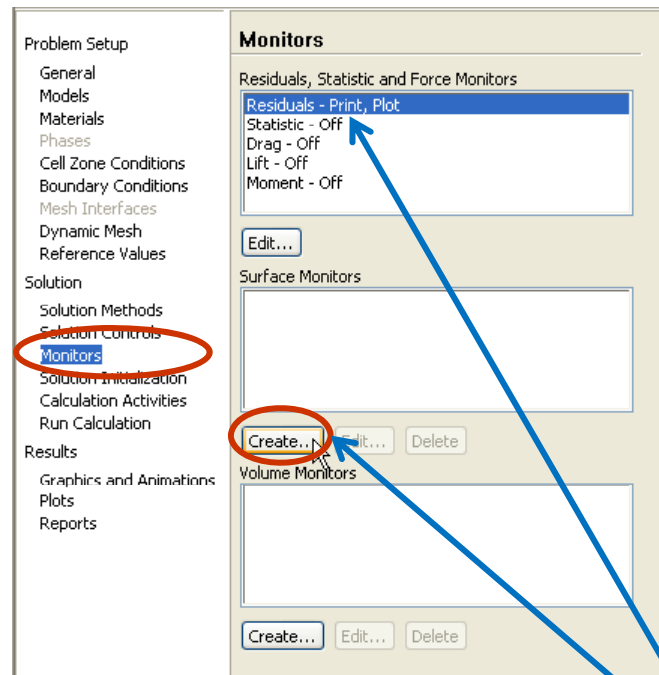 Problem Setup
General
Models
Materials
Phases
Cell Zone Conditions
Boundary Conditions
Mesh Interfaces
Dynamic Mesh
Reference Values
Solution
Solution Methods
Solution Controls
Monitors
Solution Initialization
Calculation Activities
Run Calculation
Results
Graphics and Animations
Plots
Reports
Monitors
Residuals, Statistic and Force Monitors
Residuals - Print, Plot
Statistic - Off
Drag - Off
Lift - Off
Moment - Off
Edit...
Surface Monitors
Create... Edit... Delete
Volume Monitors
Create... Edit... Delete